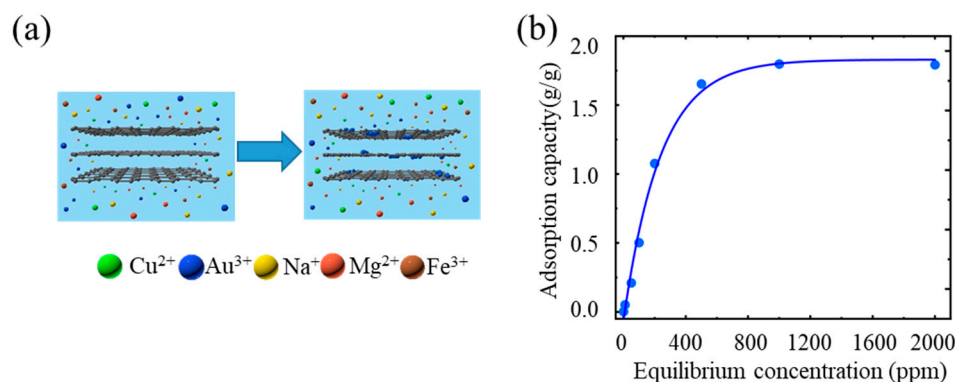 (a)
Cu²⁺ Au³⁺ Na⁺ Mg²⁺ Fe³⁺
(b)
Adsorption capacity(g/g)
2.0
1.5
1.0
0.5
0.0
0 400 800 1200 1600 2000
Equilibrium concentration (ppm)